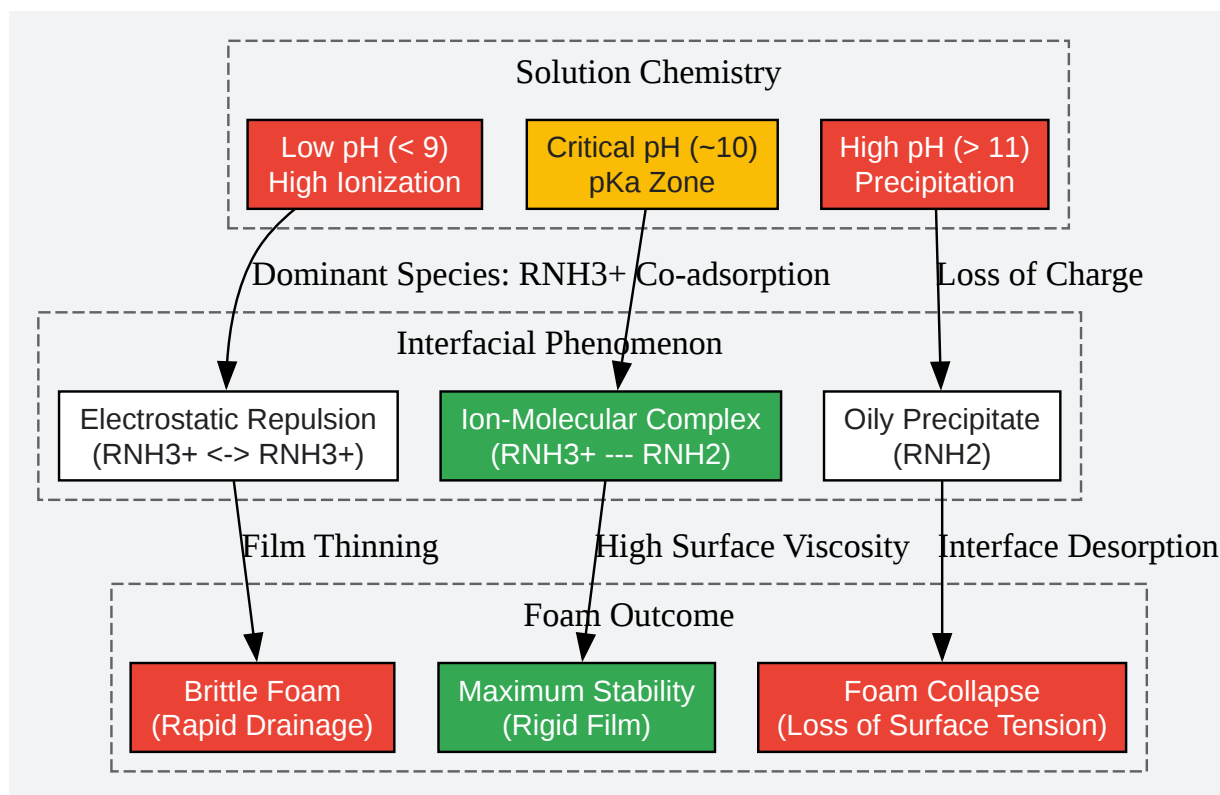 Solution Chemistry
Low pH (< 9)
High Ionization
Critical pH (~10)
pKa Zone
High pH (> 11)
Precipitation
Dominant Species: RNH3+
Co-adsorption
Loss of Charge
Interfacial Phenomenon
Electrostatic Repulsion
(RNH3+ <-> RNH3+)
Ion-Molecular Complex
(RNH3+ --- RNH2)
Oily Precipitate
(RNH2)
Film Thinning
High Surface Viscosity
Interface Desorption
Foam Outcome
Brittle Foam
(Rapid Drainage)
Maximum Stability
(Rigid Film)
Foam Collapse
(Loss of Surface Tension)